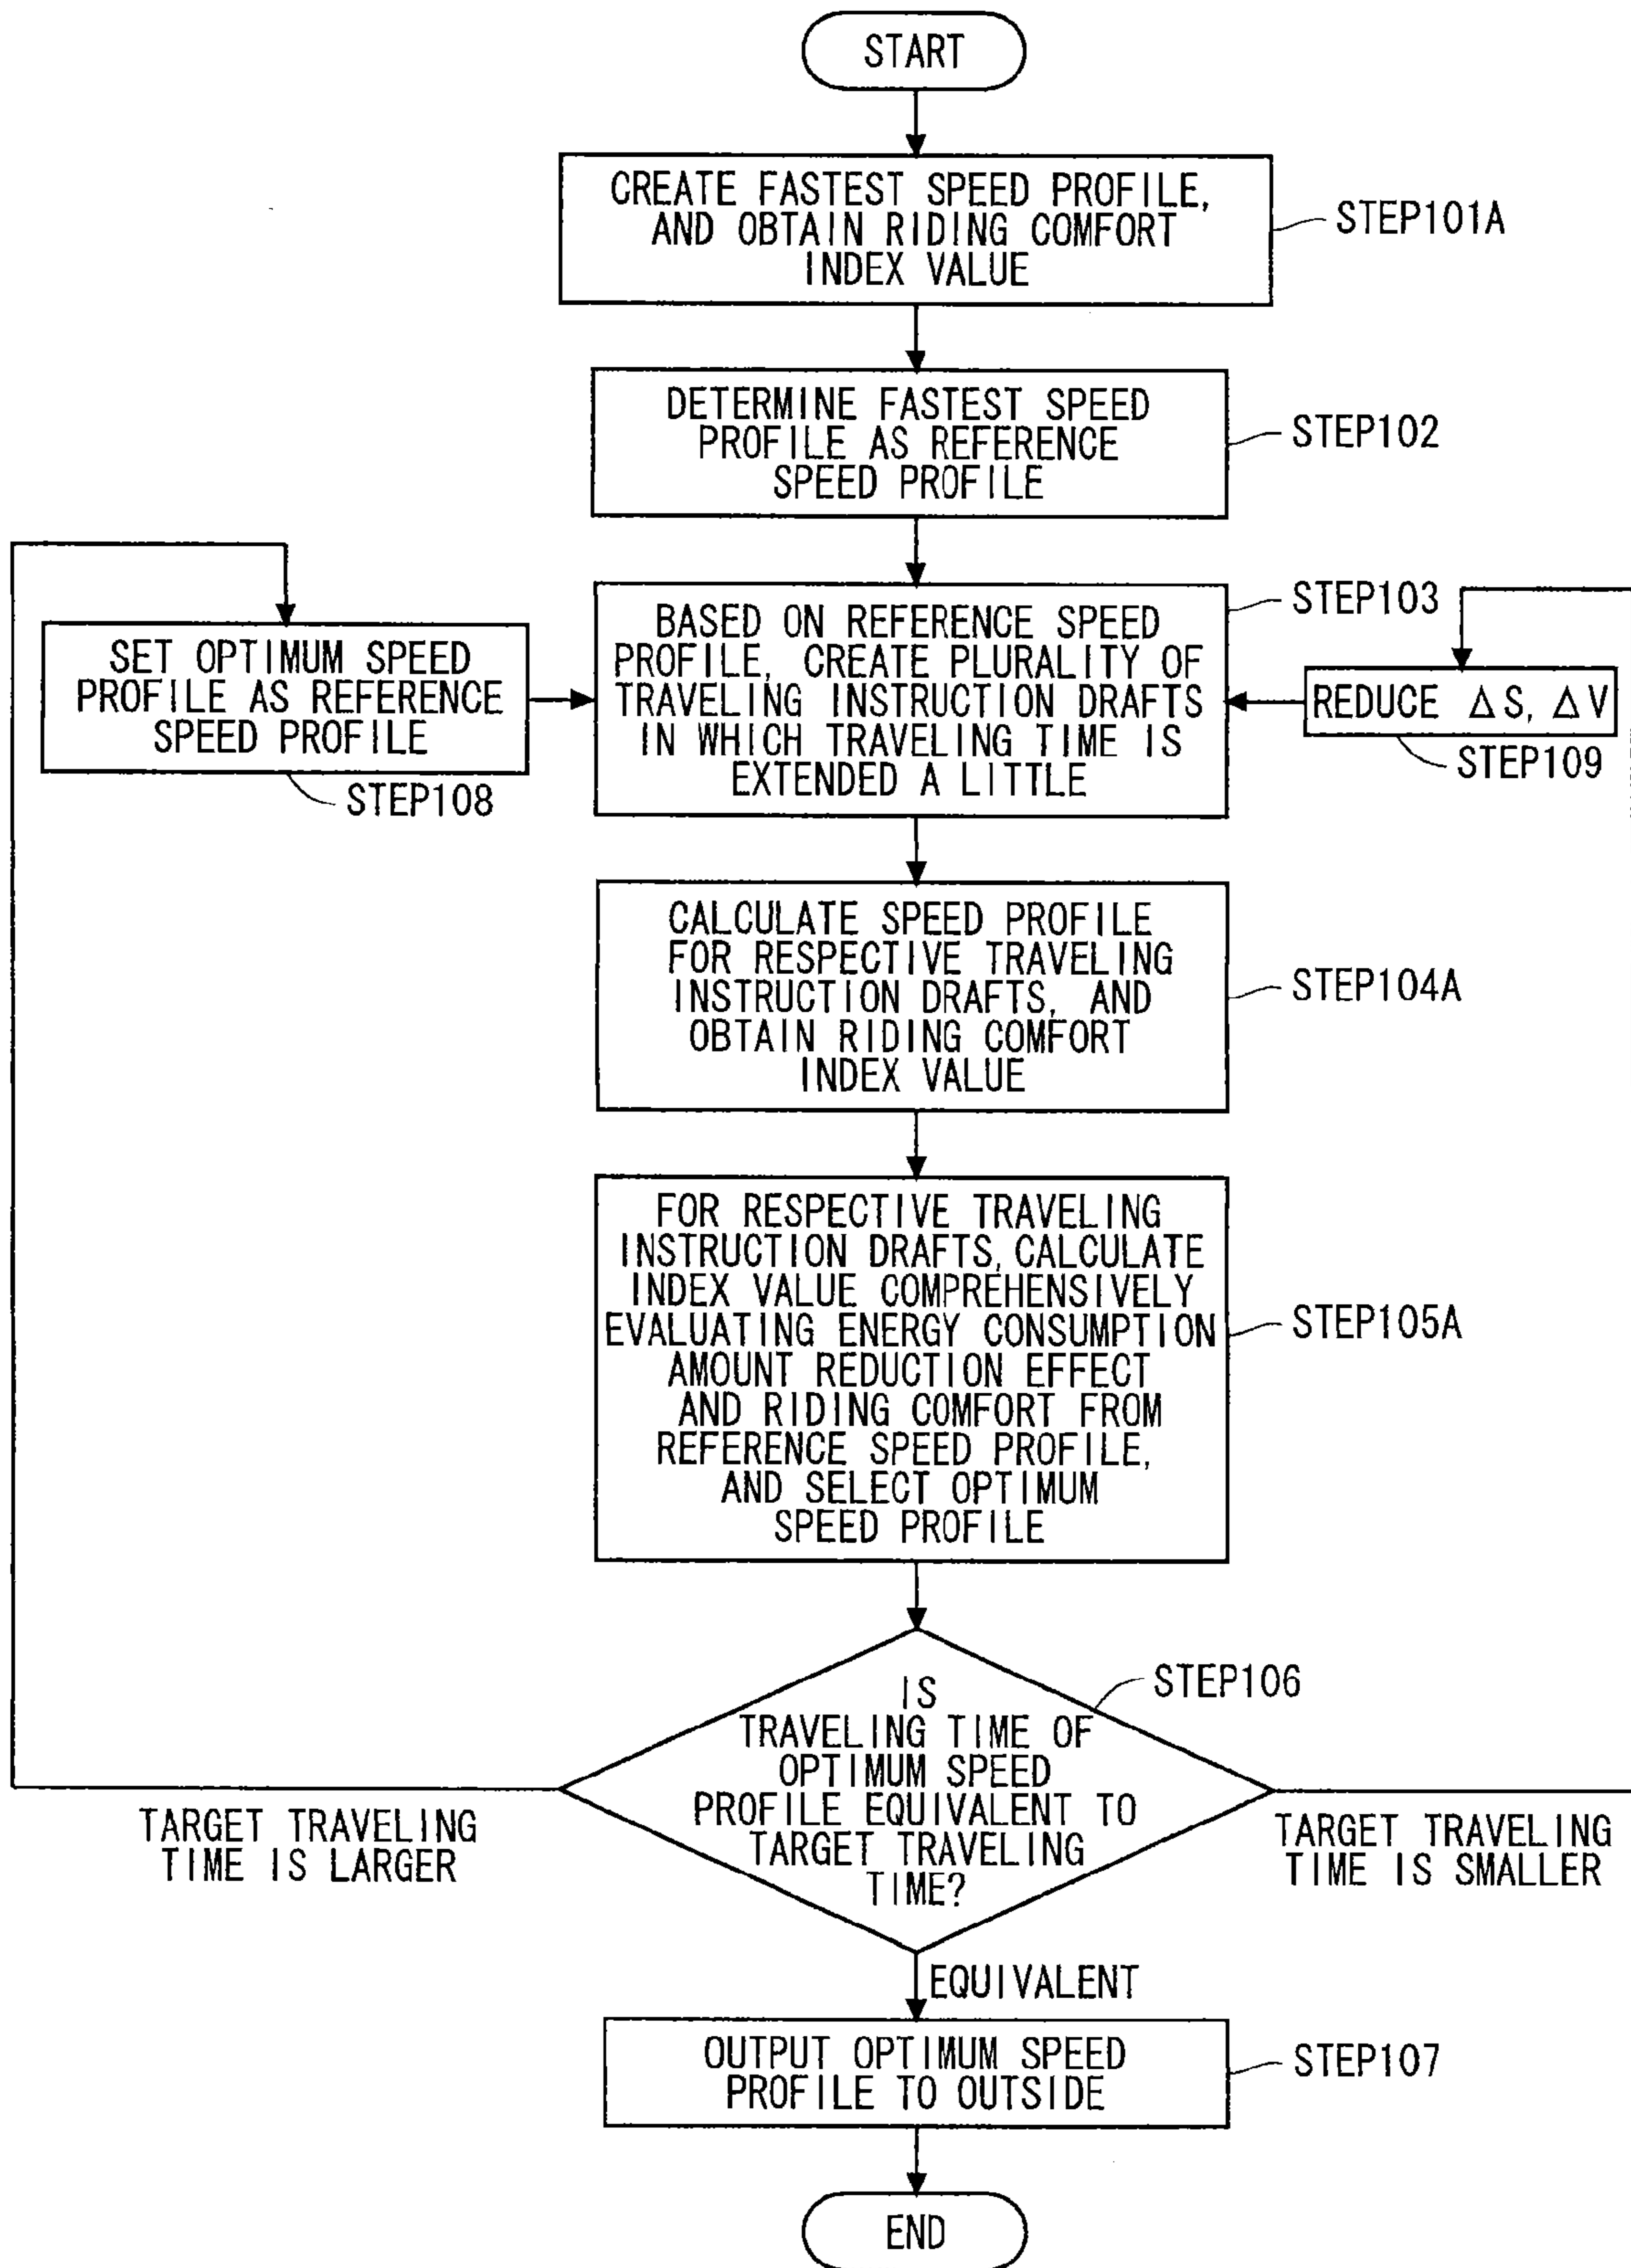 START
CREATE FASTEST SPEED PROFILE,
AND OBTAIN RIDING COMFORT
INDEX VALUE
STEP101A
DETERMINE FASTEST SPEED
PROFILE AS REFERENCE
SPEED PROFILE
STEP102
SET OPTIMUM SPEED
PROFILE AS REFERENCE
SPEED PROFILE
STEP108
BASED ON REFERENCE SPEED
PROFILE, CREATE PLURALITY OF
TRAVELING INSTRUCTION DRAFTS
IN WHICH TRAVELING TIME IS
EXTENDED A LITTLE
STEP103
REDUCE ΔS, ΔV
STEP109
CALCULATE SPEED PROFILE
FOR RESPECTIVE TRAVELING
INSTRUCTION DRAFTS, AND
OBTAIN RIDING COMFORT
INDEX VALUE
STEP104A
FOR RESPECTIVE TRAVELING
INSTRUCTION DRAFTS, CALCULATE
INDEX VALUE COMPREHENSIVELY
EVALUATING ENERGY CONSUMPTION
AMOUNT REDUCTION EFFECT
AND RIDING COMFORT FROM
REFERENCE SPEED PROFILE,
AND SELECT OPTIMUM
SPEED PROFILE
STEP105A
IS
TRAVELING TIME OF
OPTIMUM SPEED
PROFILE EQUIVALENT TO
TARGET TRAVELING
TIME?
STEP106
TARGET TRAVELING
TIME IS LARGER
TARGET TRAVELING
TIME IS SMALLER
EQUIVALENT
OUTPUT OPTIMUM SPEED
PROFILE TO OUTSIDE
STEP107
END